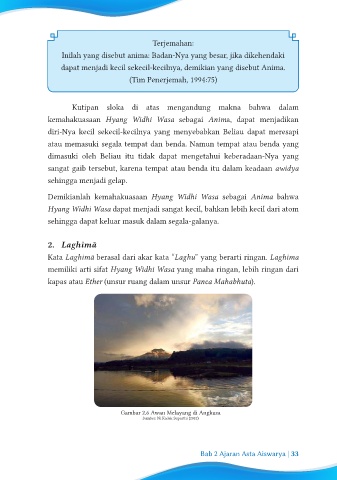 Terjemahan:
Inilah yang disebut anima: Badan-Nya yang besar, jika dikehendaki
dapat menjadi kecil sekecil-kecilnya, demikian yang disebut Anima.
(Tim Penerjemah, 1994:75)
Kutipan sloka di atas mengandung makna bahwa dalam
kemahakuasaan Hyang Widhi Wasa sebagai Anima, dapat menjadikan
diri-Nya kecil sekecil-kecilnya yang menyebabkan Beliau dapat meresapi
atau memasuki segala tempat dan benda. Namun tempat atau benda yang
dimasuki oleh Beliau itu tidak dapat mengetahui keberadaan-Nya yang
sangat gaib tersebut, karena tempat atau benda itu dalam keadaan awidya
sehingga menjadi gelap.
Demikianlah kemahakuasaan Hyang Widhi Wasa sebagai Anima bahwa
Hyang Widhi Wasa dapat menjadi sangat kecil, bahkan lebih kecil dari atom
sehingga dapat keluar masuk dalam segala-galanya.
2. Laghimā
Kata Laghimā berasal dari akar kata "Laghu" yang berarti ringan. Laghima
memiliki arti sifat Hyang Widhi Wasa yang maha ringan, lebih ringan dari
kapas atau Ether (unsur ruang dalam unsur Panca Mahabhuta).
Gambar 2.6 Awan Melayang di Angkasa
Bab 2 Ajaran Asta Aiswarya | 33